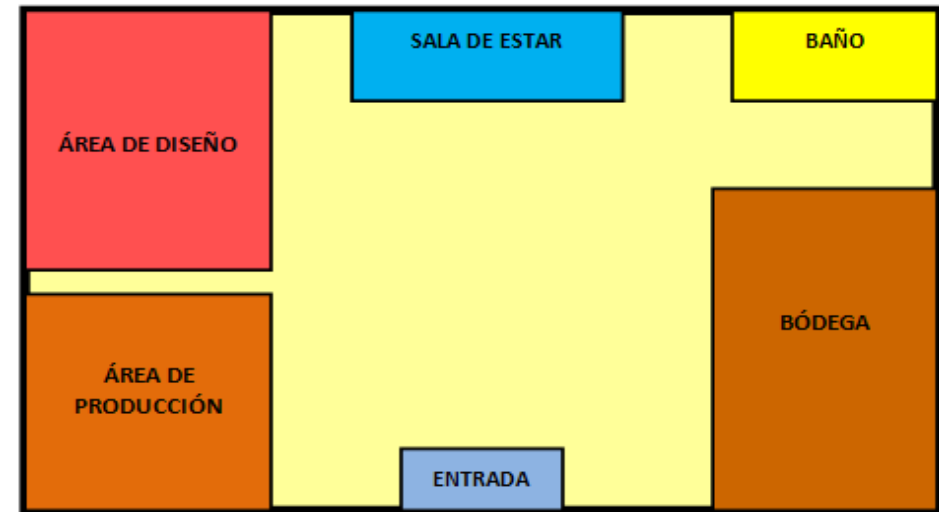 SALA DE ESTAR
BAÑO
ÁREA DE DISEÑO
BÓDEGA
ÁREA DE
PRODUCCIÓN
ENTRADA